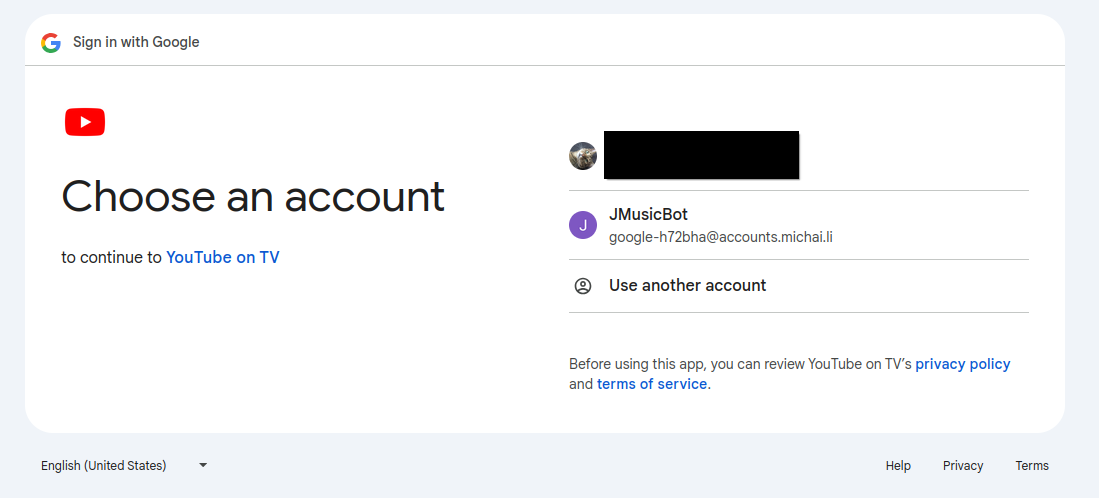 Sign in with Google
Choose an account
to continue to YouTube on TV
J
JMusicBot
google-h72bha@accounts.michai.li
Use another account
Before using this app, you can review YouTube on TV’s privacy policy
and terms of service.
English (United States)
Help
Privacy
Terms